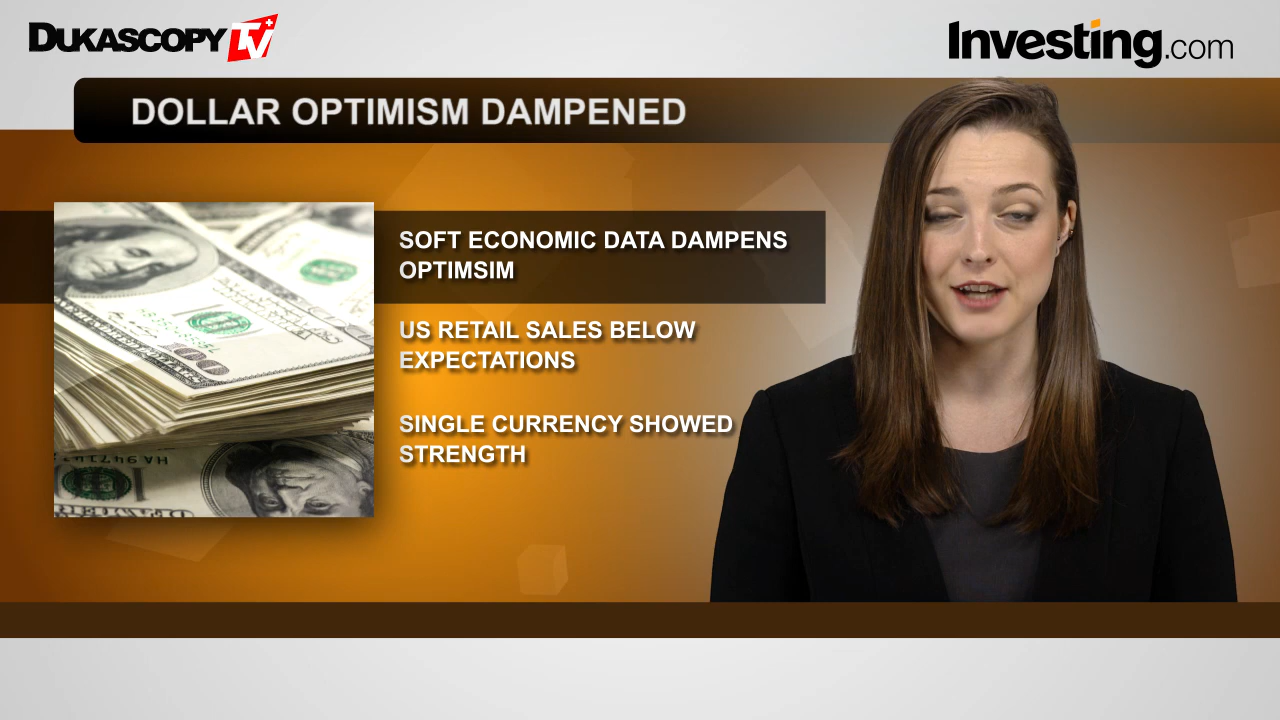 DUKASCOPY TV
Investing.com
DOLLAR OPTIMISM DAMPENED
SOFT ECONOMIC DATA DAMPENS
OPTIMSIM
US RETAIL SALES BELOW
EXPECTATIONS
SINGLE CURRENCY SHOWED
STRENGTH
100